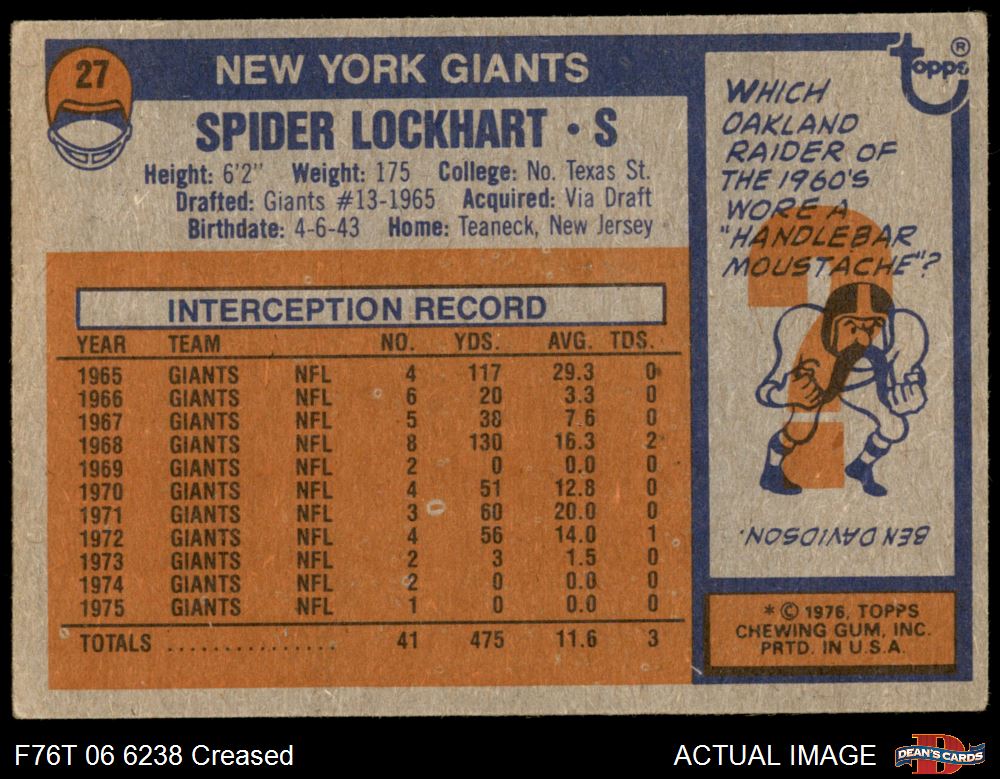 27
NEW YORK GIANTS
SPIDER LOCKHART • S
Height: 6'2" Weight: 175 College: No. Texas St.
Drafted: Giants #13-1965 Acquired: Via Draft
Birthdate: 4-6-43 Home: Teaneck, New Jersey
INTERCEPTION RECORD
YEAR TEAM NO. YDS. AVG. TDS.
1965 GIANTS NFL 4 117 29.3 0
1966 GIANTS NFL 6 20 3.3 0
1967 GIANTS NFL 5 38 7.6 0
1968 GIANTS NFL 8 130 16.3 2
1969 GIANTS NFL 2 0 0.0 0
1970 GIANTS NFL 4 51 12.8 0
1971 GIANTS NFL 3 60 20.0 0
1972 GIANTS NFL 4 56 14.0 1
1973 GIANTS NFL 2 3 1.5 0
1974 GIANTS NFL 2 0 0.0 0
1975 GIANTS NFL 1 0 0.0 0
TOTALS ................ 41 475 11.6 3
topps ®
WHICH
OAKLAND
RAIDER OF
THE 1960'S
WORE A
"HANDLEBAR
MOUSTACHE"?
?
BEN DAVIDSON.
* © 1976, TOPPS
CHEWING GUM, INC.
PRTD. IN U.S.A.
F76T 06 6238 Creased
ACTUAL IMAGE
D
DEAN'S CARDS